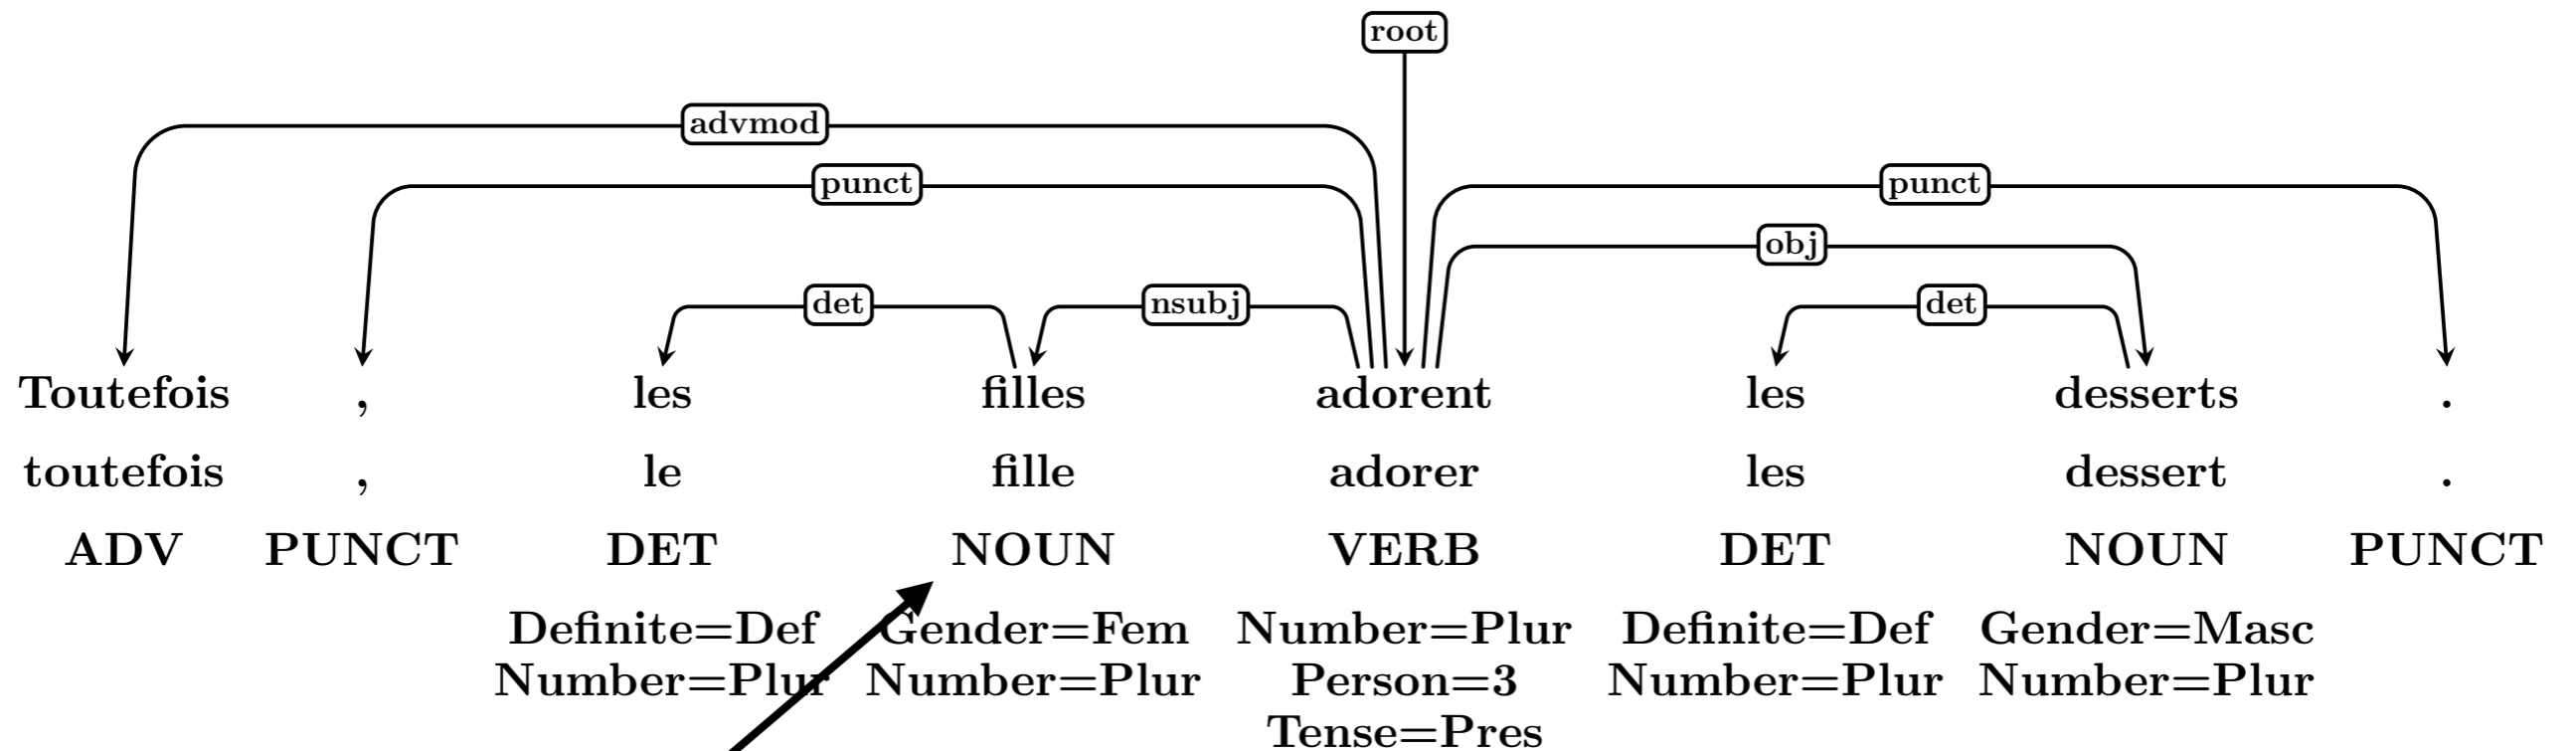 root
advmod
punct punct
obj
det nsubj det
Toutefois , les filles adorent les desserts .
toutefois , le fille adorer les dessert .
ADV PUNCT DET NOUN VERB DET NOUN PUNCT
Definite=Def Gender=Fem Number=Plur Definite=Def Gender=Masc
Number=Plur Number=Plur Person=3 Number=Plur Number=Plur
Tense=Pres